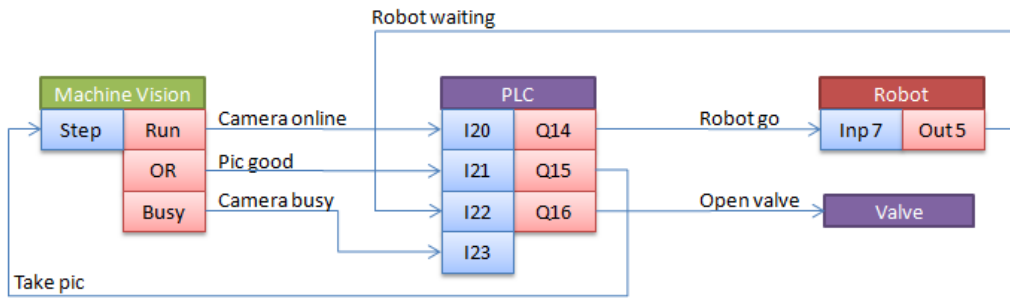 Robot waiting
Machine Vision
PLC
Robot
Step Run Camera online I20 Q14 Robot go Inp 7 Out 5
OR Pic good I21 Q15
Busy Camera busy I22 Q16 Open valve Valve
I23
Take pic